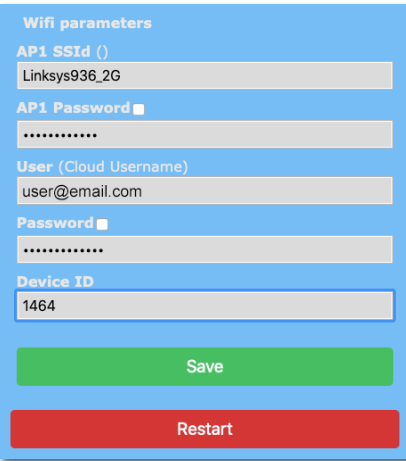 Wifi parameters
AP1 SSId ()
Linksys936_2G
AP1 Password
••••••••••••
User (Cloud Username)
user@email.com
Password
•••••••••••••
Device ID
1464
Save
Restart